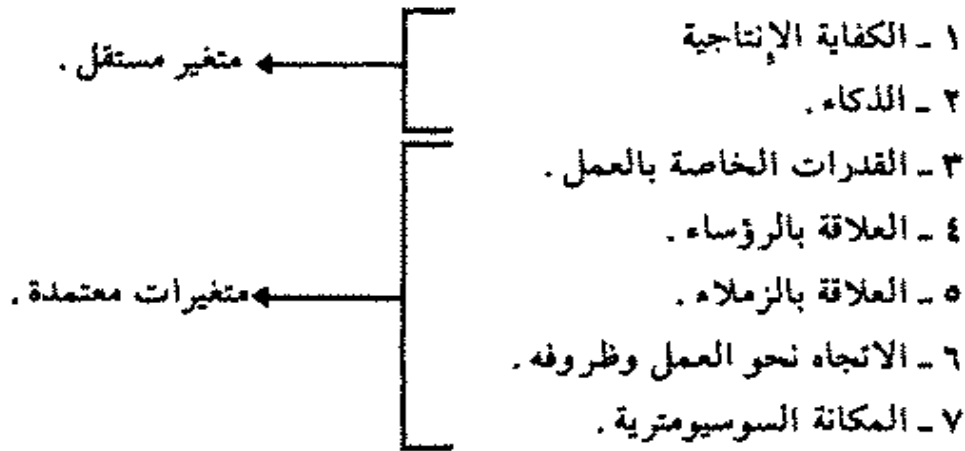 ١ ـ الكفاية الإنتاجية
متغير مستقل .
٢ ـ الذكاء .
٣ ـ القدرات الخاصة بالعمل .
٤ ـ العلاقة بالرؤساء .
٥ ـ العلاقة بالزملاء .
متغيرات معتمدة .
٦ ـ الاتجاه نحو العمل وظروفه .
٧ ـ المكانة السوسيومترية .